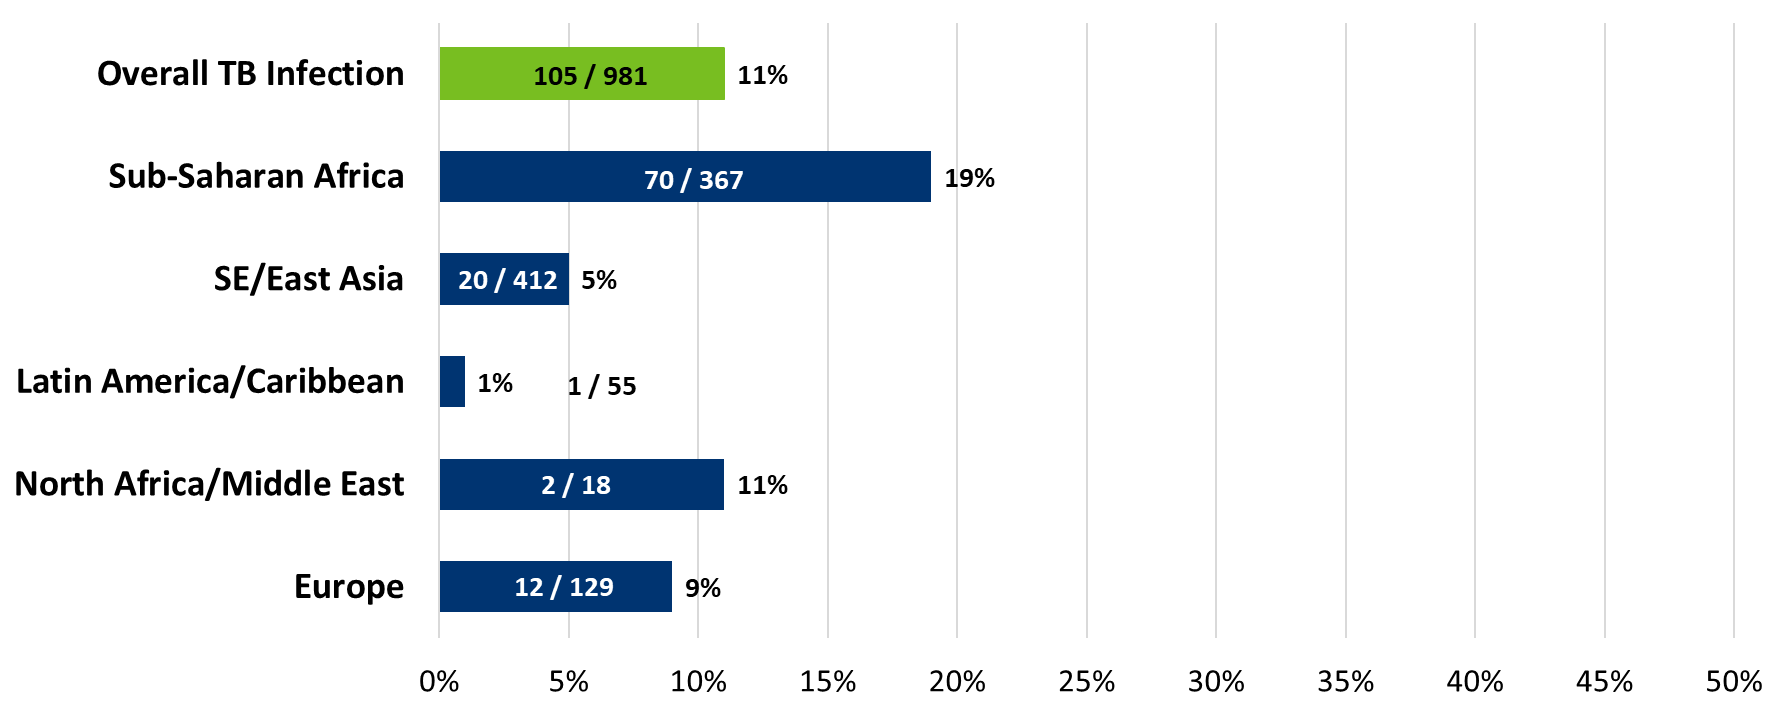 Overall TB Infection 105 / 981 11%
Sub-Saharan Africa 70 / 367 19%
SE/East Asia 20 / 412 5%
Latin America/Caribbean 1% 1 / 55
North Africa/Middle East 2 / 18 11%
Europe 12 / 129 9%
0% 5% 10% 15% 20% 25% 30% 35% 40% 45% 50%